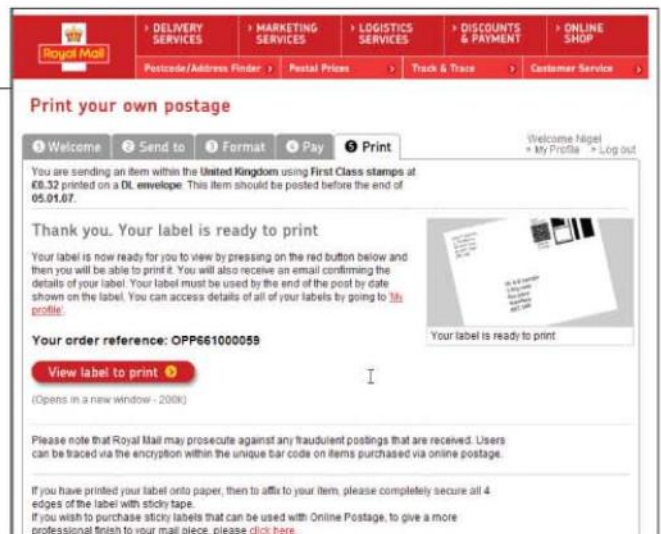 Royal Mail
› DELIVERY SERVICES
› MARKETING SERVICES
› LOGISTICS SERVICES
› DISCOUNTS & PAYMENT
› ONLINE SHOP
Postcode/Address Finder › Postal Prices › Track & Trace › Customer Service ›
Print your own postage
1 Welcome 2 Send to 3 Format 4 Pay 5 Print
Welcome Nigel
» My Profile » Log out
You are sending an item within the United Kingdom using First Class stamps at
£0.32 printed on a DL envelope. This item should be posted before the end of
05.01.07.
Thank you. Your label is ready to print
Your label is now ready for you to view by pressing on the red button below and
then you will be able to print it. You will also receive an email confirming the
details of your label. Your label must be used by the end of the post by date
shown on the label. You can access details of all of your labels by going to 'My
profile'.
Your label is ready to print
Your order reference: OPP661000059
View label to print ›
(Opens in a new window - 200k)
Please note that Royal Mail may prosecute against any fraudulent postings that are received. Users
can be traced via the encryption within the unique bar code on items purchased via online postage.
If you have printed your label onto paper, then to affix to your item, please completely secure all 4
edges of the label with sticky tape.
If you wish to purchase sticky labels that can be used with Online Postage, to give a more
professional finish to your mail piece, please click here.